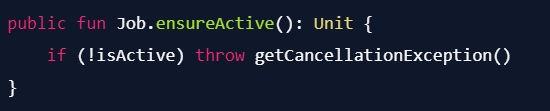 public fun Job.ensureActive(): Unit {
    if (!isActive) throw getCancellationException()
}